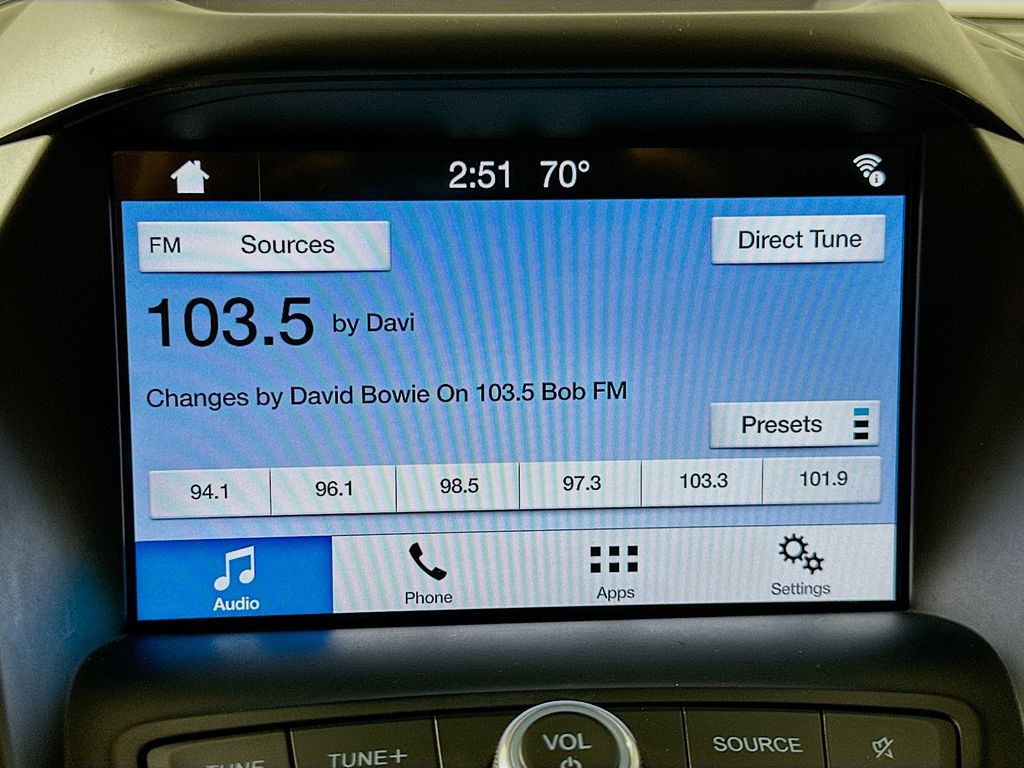 2:51 70°
FM Sources
Direct Tune
103.5 by Davi
Changes by David Bowie On 103.5 Bob FM
Presets
94.1 96.1 98.5 97.3 103.3 101.9
Audio Phone Apps Settings
TUNE TUNE+ VOL SOURCE